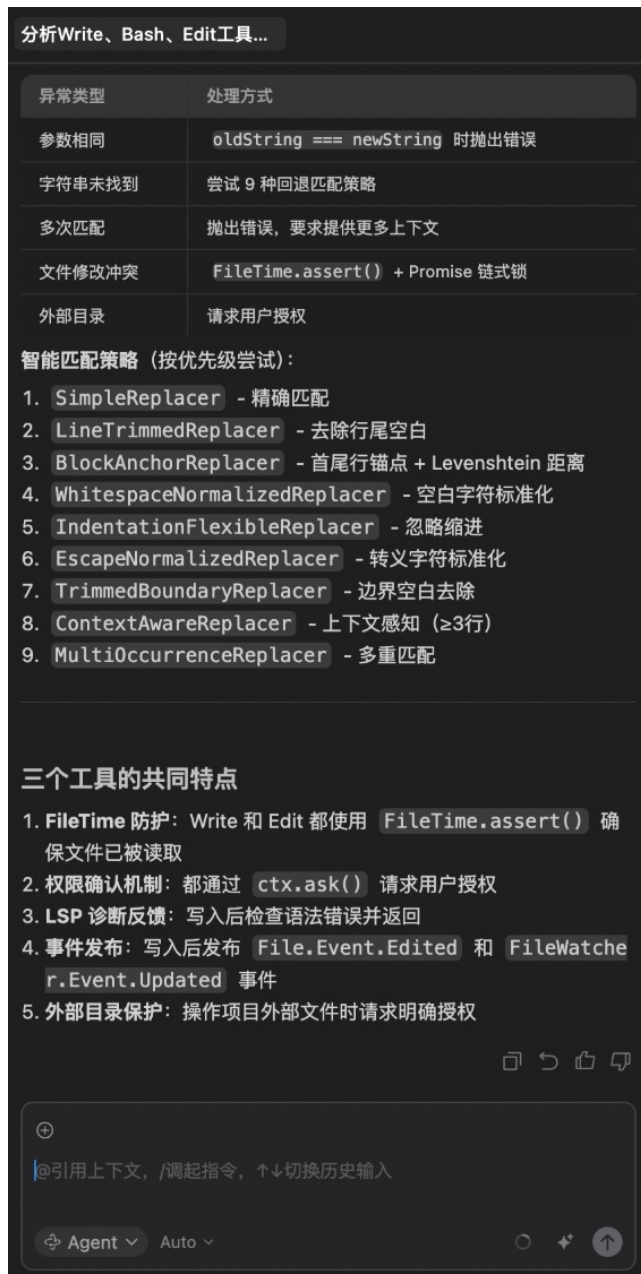 分析Write、Bash、Edit工具...
异常类型 处理方式
参数相同 oldString === newString 时抛出错误
字符串未找到 尝试 9 种回退匹配策略
多次匹配 抛出错误，要求提供更多上下文
文件修改冲突 FileTime.assert() + Promise 链式锁
外部目录 请求用户授权
智能匹配策略（按优先级尝试）：
1. SimpleReplacer - 精确匹配
2. LineTrimmedReplacer - 去除行尾空白
3. BlockAnchorReplacer - 首尾行锚点 + Levenshtein 距离
4. WhitespaceNormalizedReplacer - 空白字符标准化
5. IndentationFlexibleReplacer - 忽略缩进
6. EscapeNormalizedReplacer - 转义字符标准化
7. TrimmedBoundaryReplacer - 边界空白去除
8. ContextAwareReplacer - 上下文感知（≥3行）
9. MultiOccurrenceReplacer - 多重匹配
三个工具的共同特点
1. FileTime 防护：Write 和 Edit 都使用 FileTime.assert() 确
保文件已被读取
2. 权限确认机制：都通过 ctx.ask() 请求用户授权
3. LSP 诊断反馈：写入后检查语法错误并返回
4. 事件发布：写入后发布 File.Event.Edited 和 FileWatche
r.Event.Updated 事件
5. 外部目录保护：操作项目外部文件时请求明确授权
@引用上下文，/调起指令，↑↓切换历史输入
Agent Auto